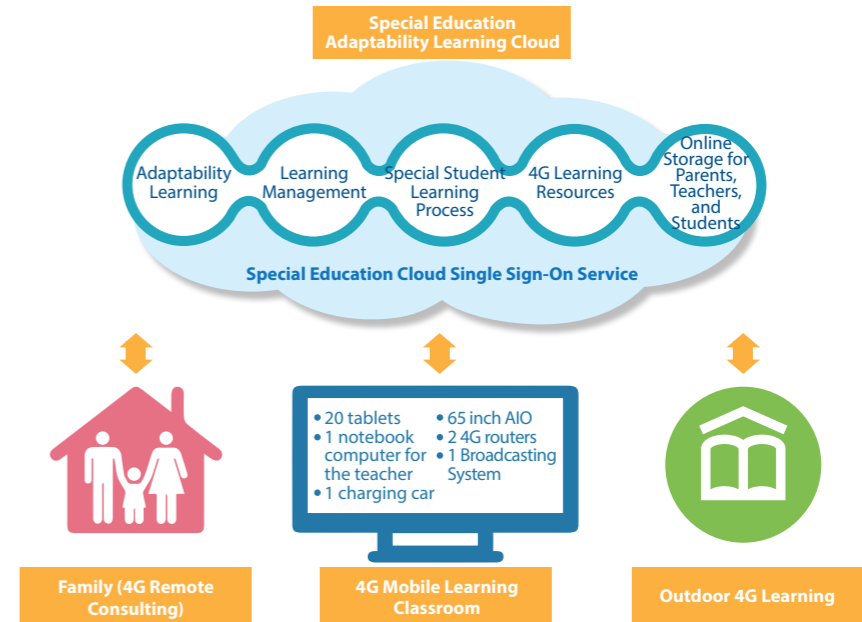 Special Education
Adaptability Learning Cloud
Adaptability
Learning
Learning
Management
Special Student
Learning
Process
4G Learning
Resources
Online
Storage for
Parents,
Teachers,
and
Students
Special Education Cloud Single Sign-On Service
• 20 tablets
• 1 notebook
computer for
the teacher
• 1 charging car
• 65 inch AIO
• 2 4G routers
• 1 Broadcasting
System
Family (4G Remote
Consulting)
4G Mobile Learning
Classroom
Outdoor 4G Learning